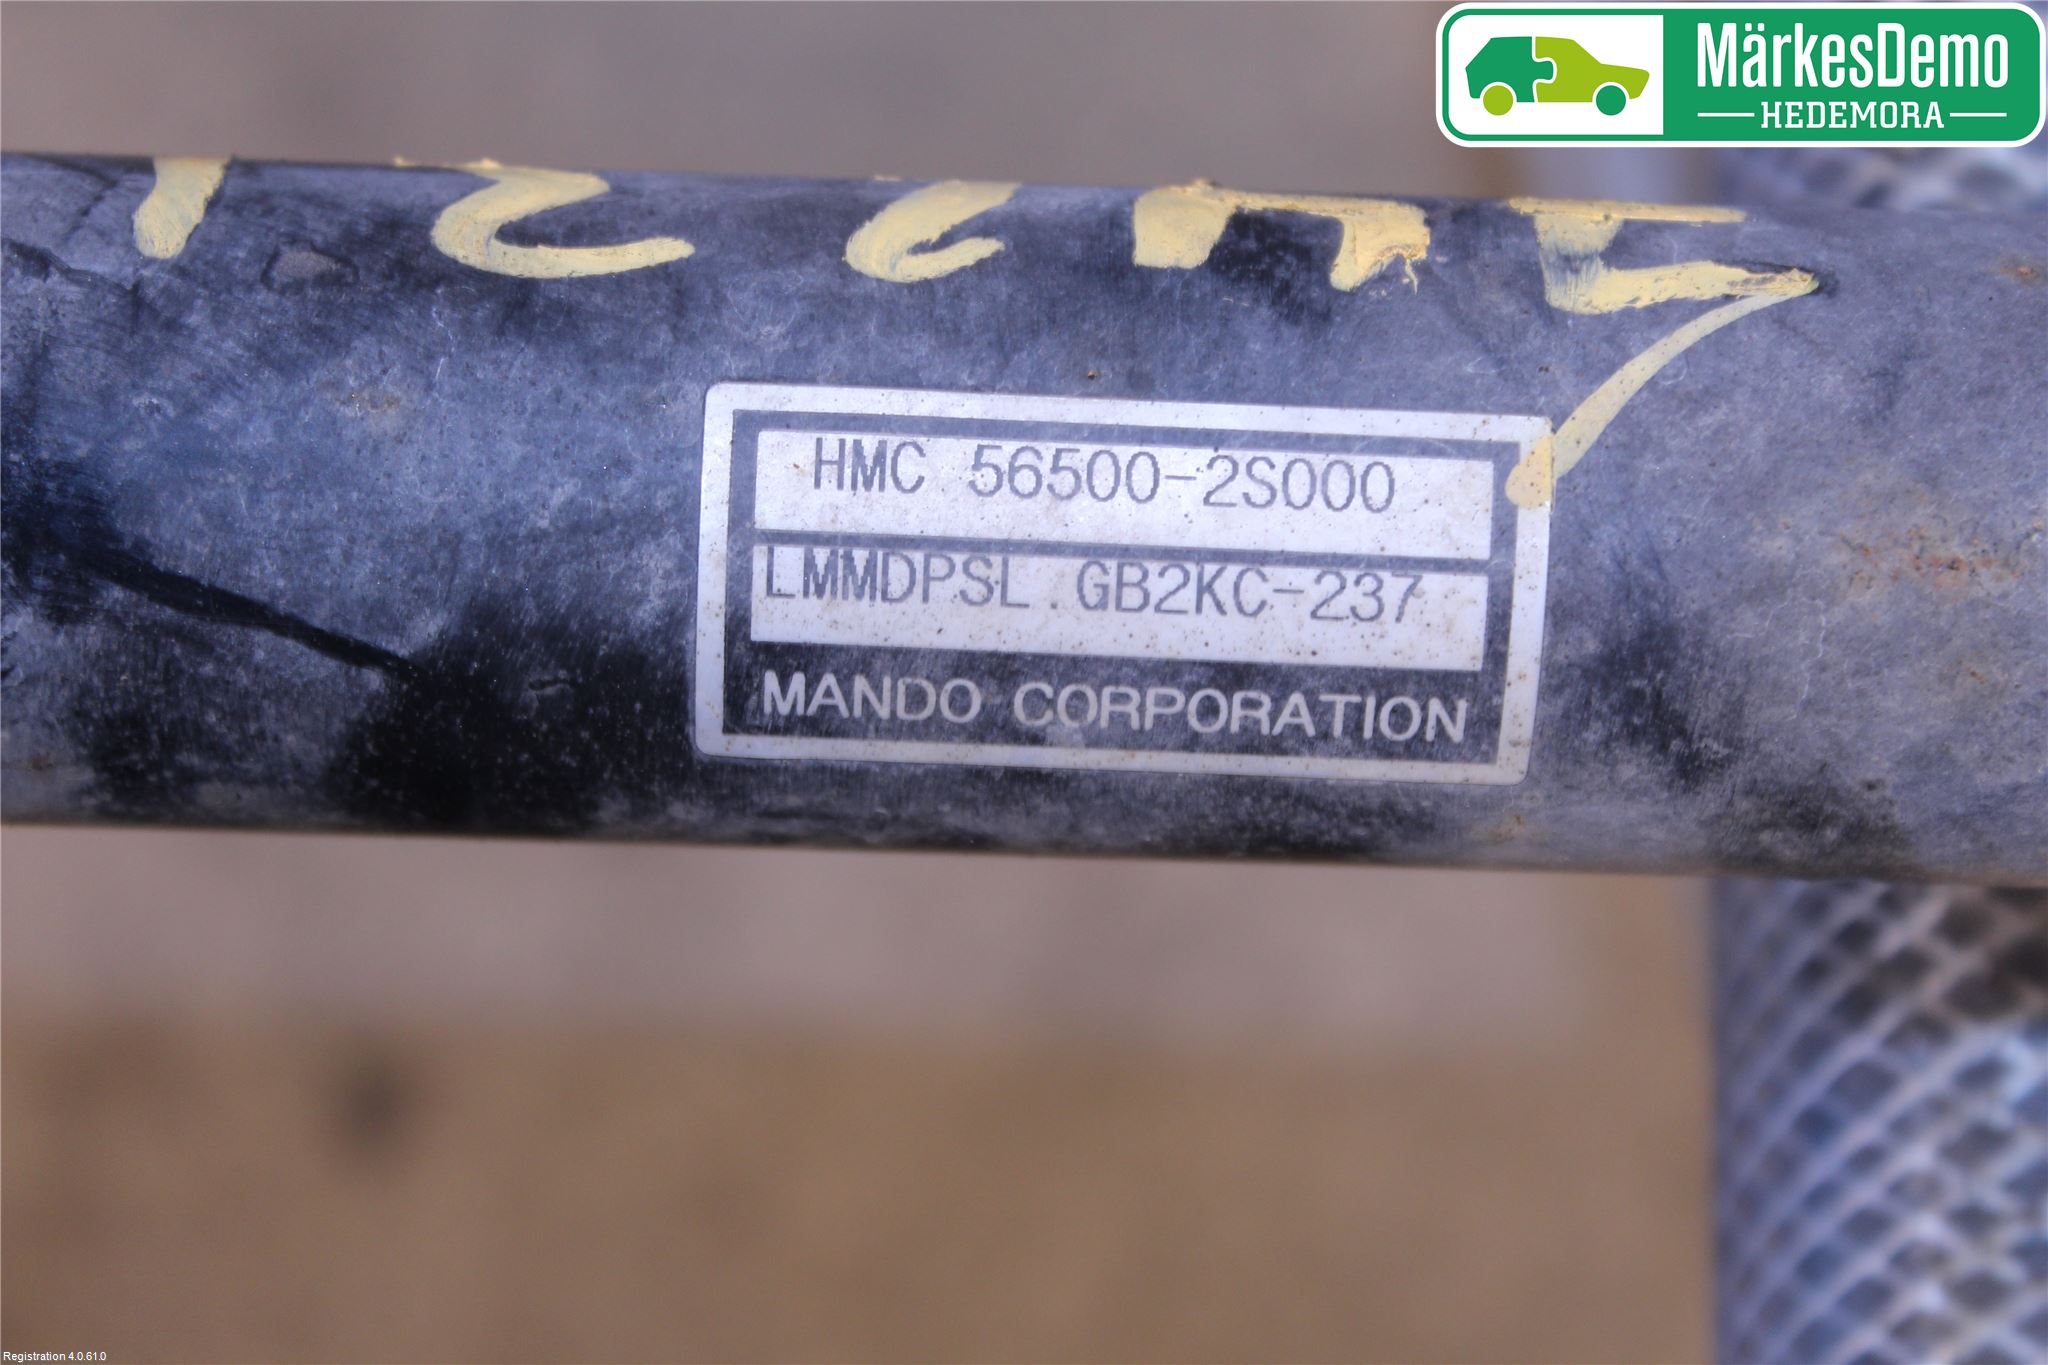 MärkesDemo
HEDEMORA
HMC 56500-2S000
LMMDPSL GB2KC-237
MANDO CORPORATION
Registration 4.0.61.0